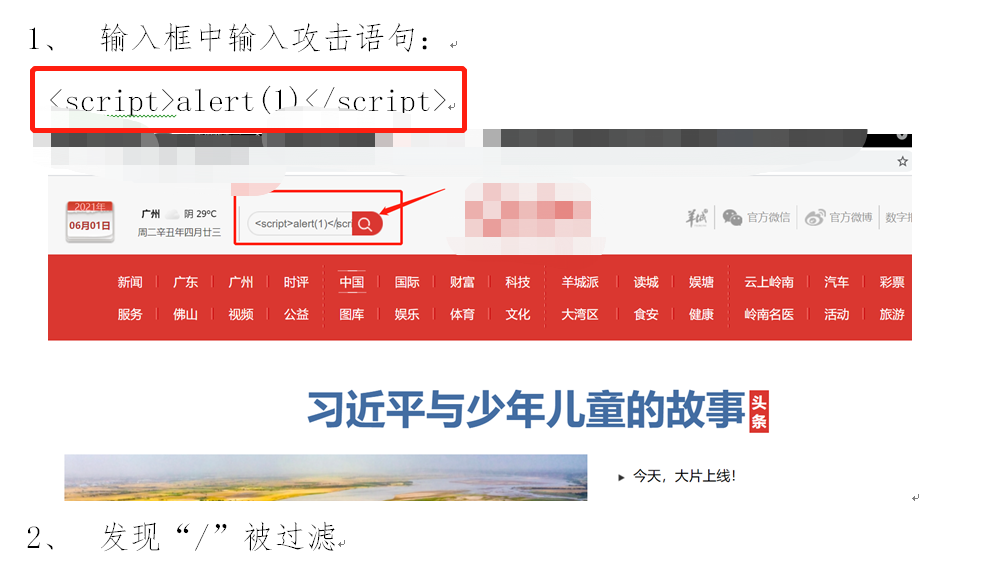 1、 输入框中输入攻击语句：
<script>alert(1)</script>
2021年
06月01日
广州 阴 29℃
周二辛丑年四月廿三
<script>alert(1)</scr
羊城
官方微信
官方微博
数字报
新闻 广东 广州 时评 中国 国际 财富 科技 羊城派 读城 娱塘 云上岭南 汽车 彩票
服务 佛山 视频 公益 图库 娱乐 体育 文化 大湾区 食安 健康 岭南名医 活动 旅游
习近平与少年儿童的故事 头条
今天，大片上线！
2、 发现“/”被过滤